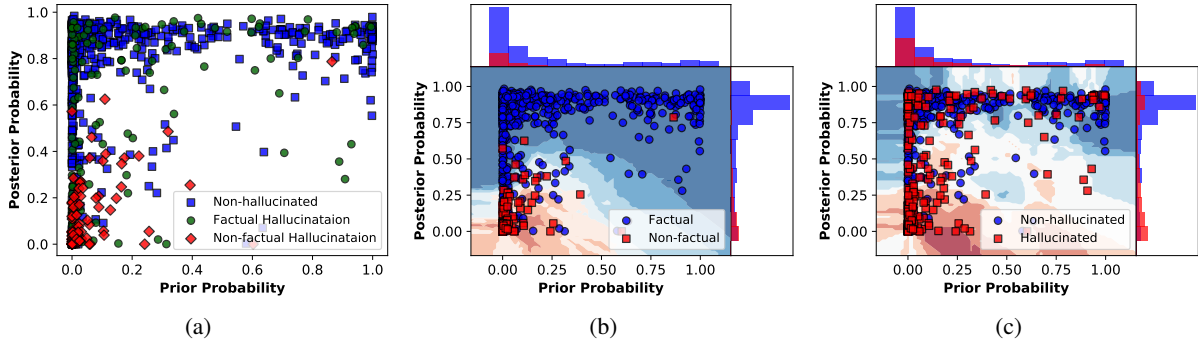 1.0
0.8
0.6
0.4
0.2
0.0
Posterior Probability
Non-hallucinated
Factual Hallucinataion
Non-factual Hallucinataion
0.0 0.2 0.4 0.6 0.8 1.0
Prior Probability
(a)
1.00
0.75
0.50
0.25
0.00
Posterior Probability
Factual
Non-factual
0.00 0.25 0.50 0.75 1.00
Prior Probability
(b)
1.00
0.75
0.50
0.25
0.00
Posterior Probability
Non-hallucinated
Hallucinated
0.00 0.25 0.50 0.75 1.00
Prior Probability
(c)